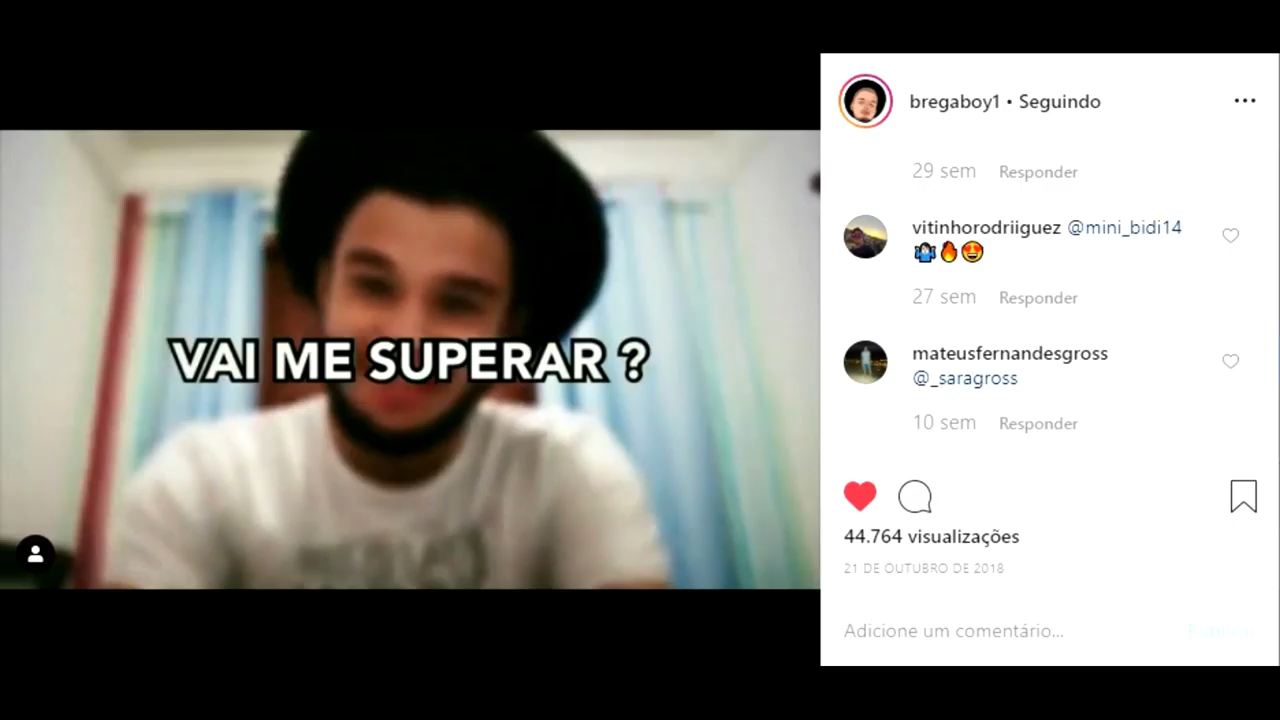 VAI ME SUPERAR ?
bregaboy1 • Seguindo
29 sem Responder
vitinhorodriiguez @mini_bidi14
🤷🏻‍♂️🔥😍
27 sem Responder
mateusfernandesgross
@_saragross
10 sem Responder
44.764 visualizações
21 DE OUTUBRO DE 2018
Adicione um comentário...